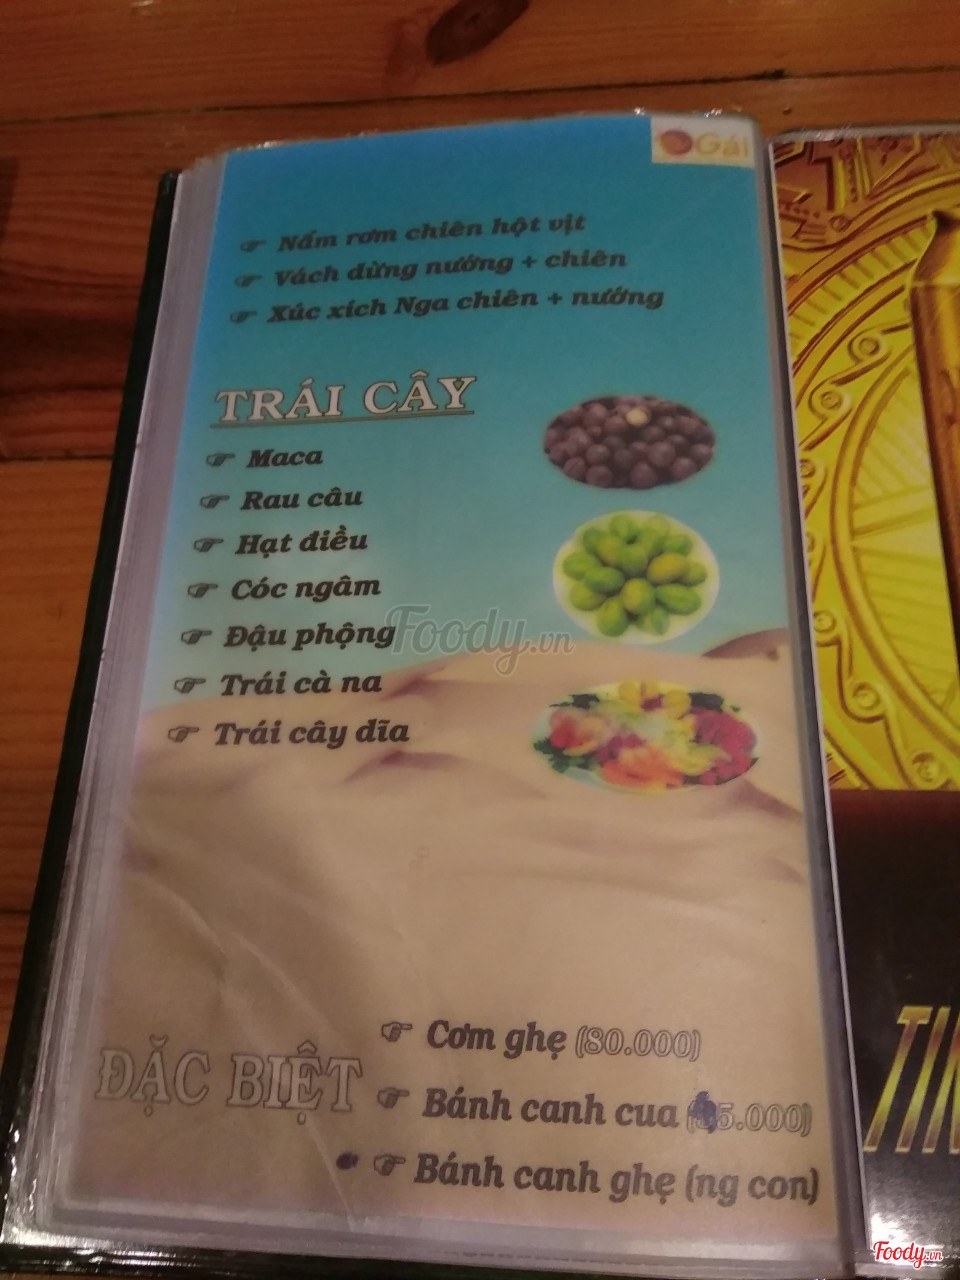 Gái
☞ Nấm rơm chiên hột vịt
☞ Vách dừng nướng + chiên
☞ Xúc xích Nga chiên + nướng
TRÁI CÂY
☞ Maca
☞ Rau câu
☞ Hạt điều
☞ Cóc ngâm
☞ Đậu phộng
☞ Trái cà na
☞ Trái cây dĩa
Foody.vn
ĐẶC BIỆT
☞ Cơm ghẹ (80.000)
☞ Bánh canh cua
☞ Bánh canh ghẹ (ng con)
Foody.vn